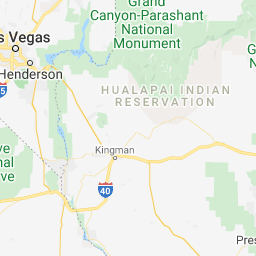 Grand
Canyon-Parashant
National
Monument
s Vegas
Henderson
HUALAPAI INDIAN
RESERVATION
5
Kingman
40
ve
nal
ve
Pres